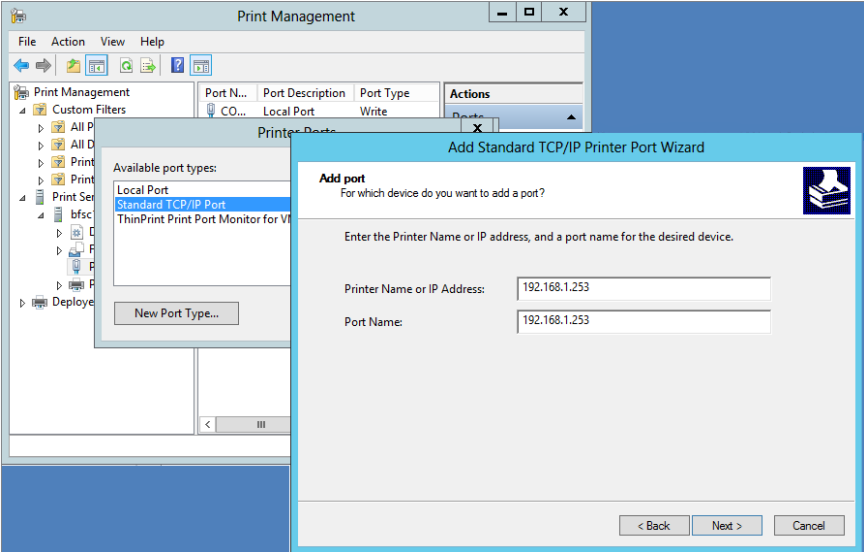 Print Management
File Action View Help
Print Management
Custom Filters
All P
All D
Print
Print
Print Ser
bfsc
Deploye
Port N... Port Description Port Type
CO... Local Port Write
Actions
Ports
Printer Ports
Available port types:
Local Port
Standard TCP/IP Port
ThinPrint Print Port Monitor for VM
New Port Type...
Add Standard TCP/IP Printer Port Wizard
Add port
For which device do you want to add a port?
Enter the Printer Name or IP address, and a port name for the desired device.
Printer Name or IP Address: 192.168.1.253
Port Name: 192.168.1.253
< Back Next > Cancel